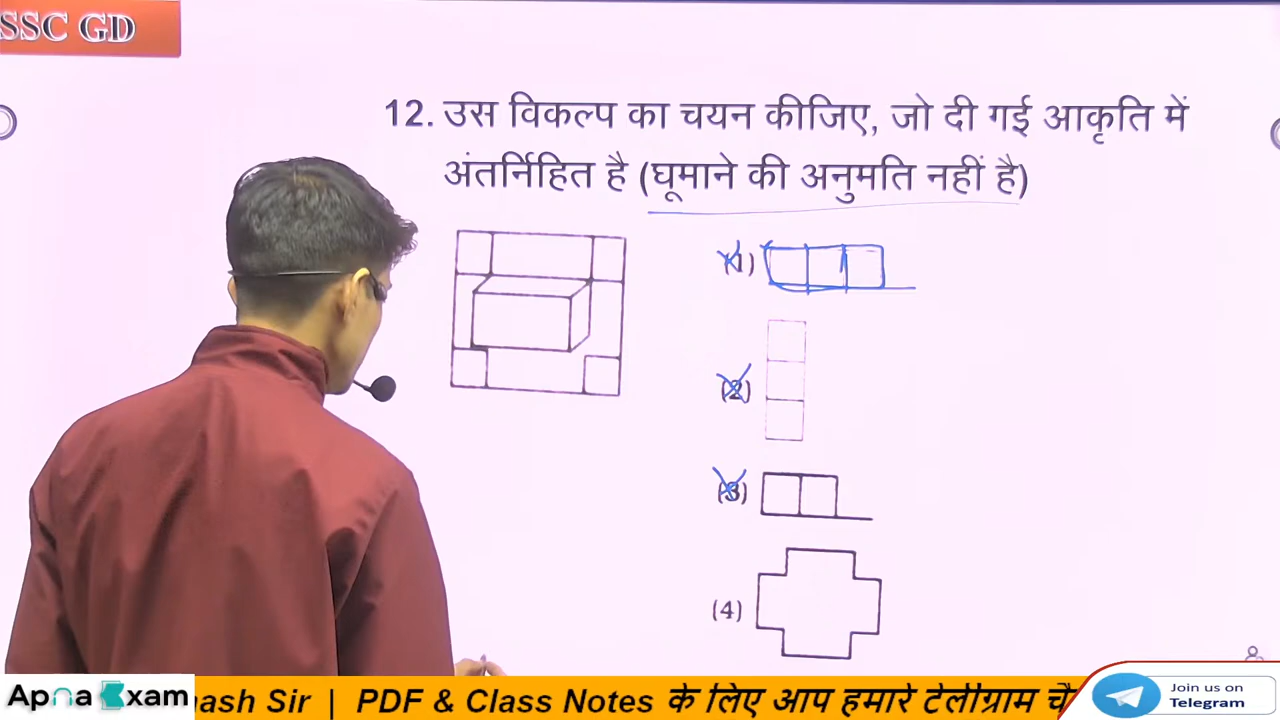 SSC GD
12. उस विकल्प का चयन कीजिए, जो दी गई आकृति में
अंतर्निहित है (घूमाने की अनुमति नहीं है)
(1)
(2)
(3)
(4)
Apna Exam
ash Sir | PDF & Class Notes के लिए आप हमारे टेलीग्राम
Join us on
Telegram